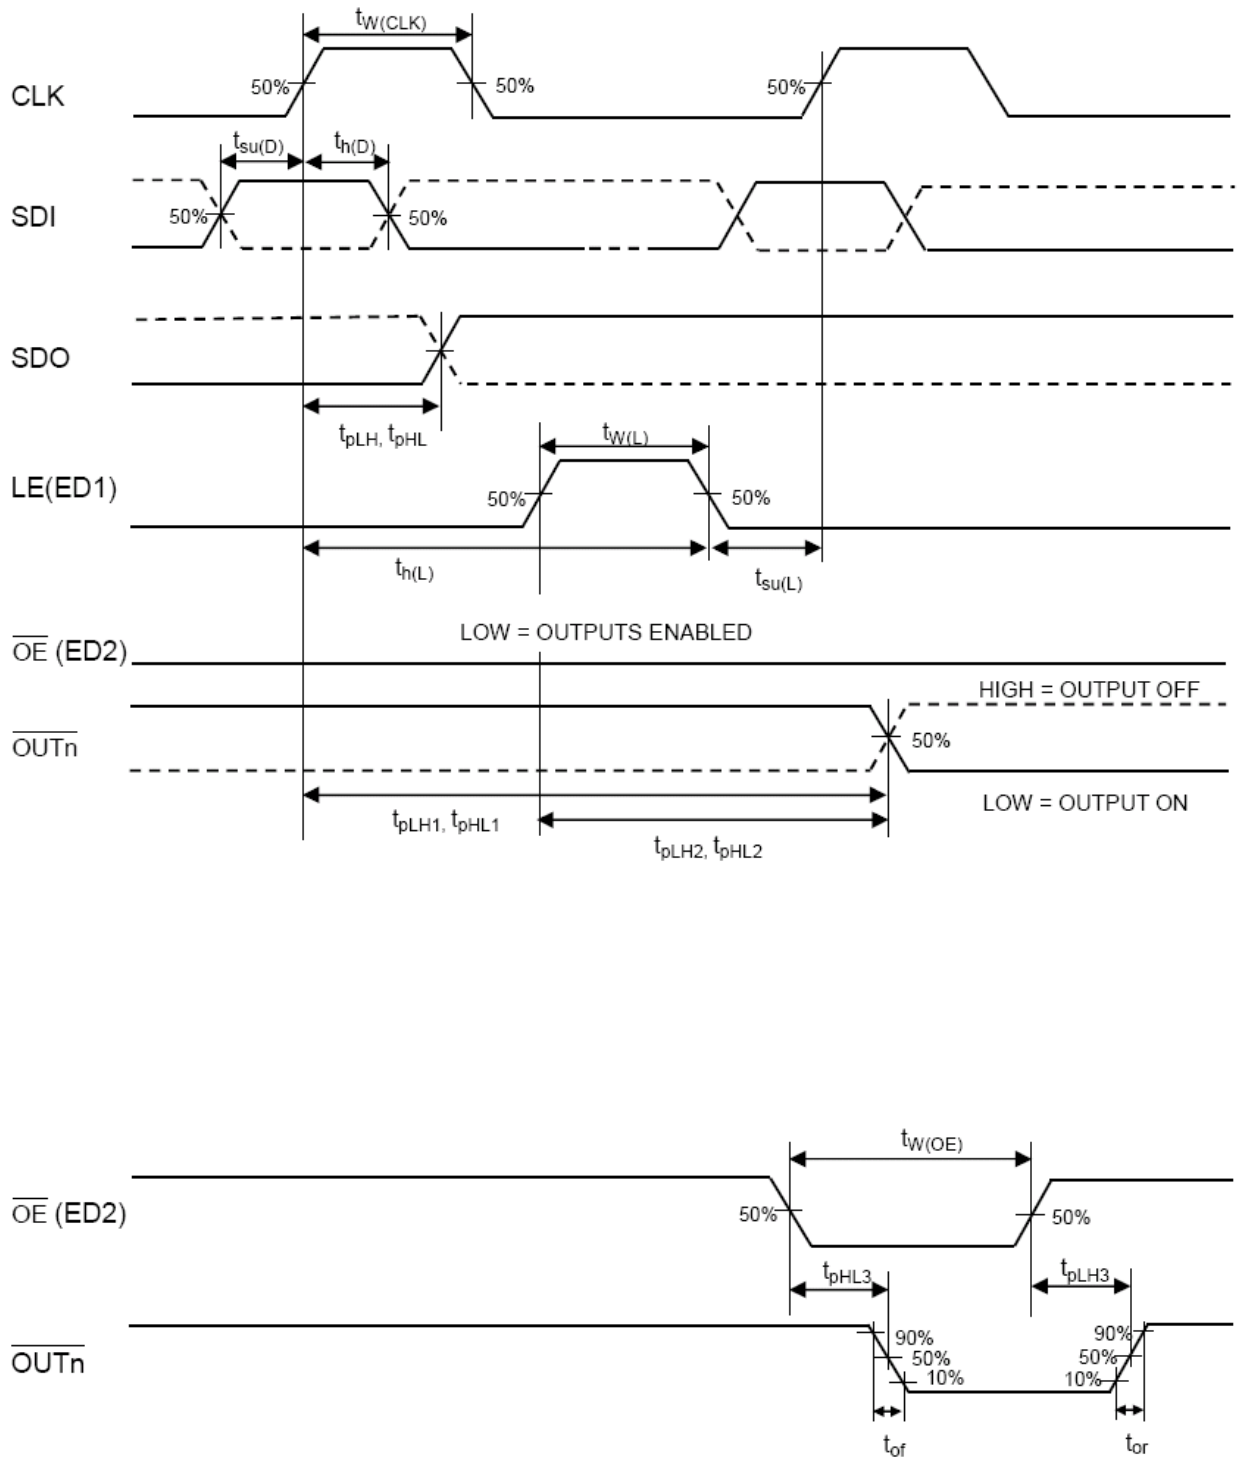 tW(CLK)
CLK
50%
50%
50%
tsu(D)
th(D)
SDI
50%
50%
SDO
tpLH, tpHL
tW(L)
LE(ED1)
50%
50%
th(L)
tsu(L)
LOW = OUTPUTS ENABLED
OE (ED2)
HIGH = OUTPUT OFF
OUTn
50%
LOW = OUTPUT ON
tpLH1, tpHL1
tpLH2, tpHL2
tW(OE)
OE (ED2)
50%
50%
tpHL3
tpLH3
OUTn
90%
50%
10%
90%
50%
10%
tof
tor